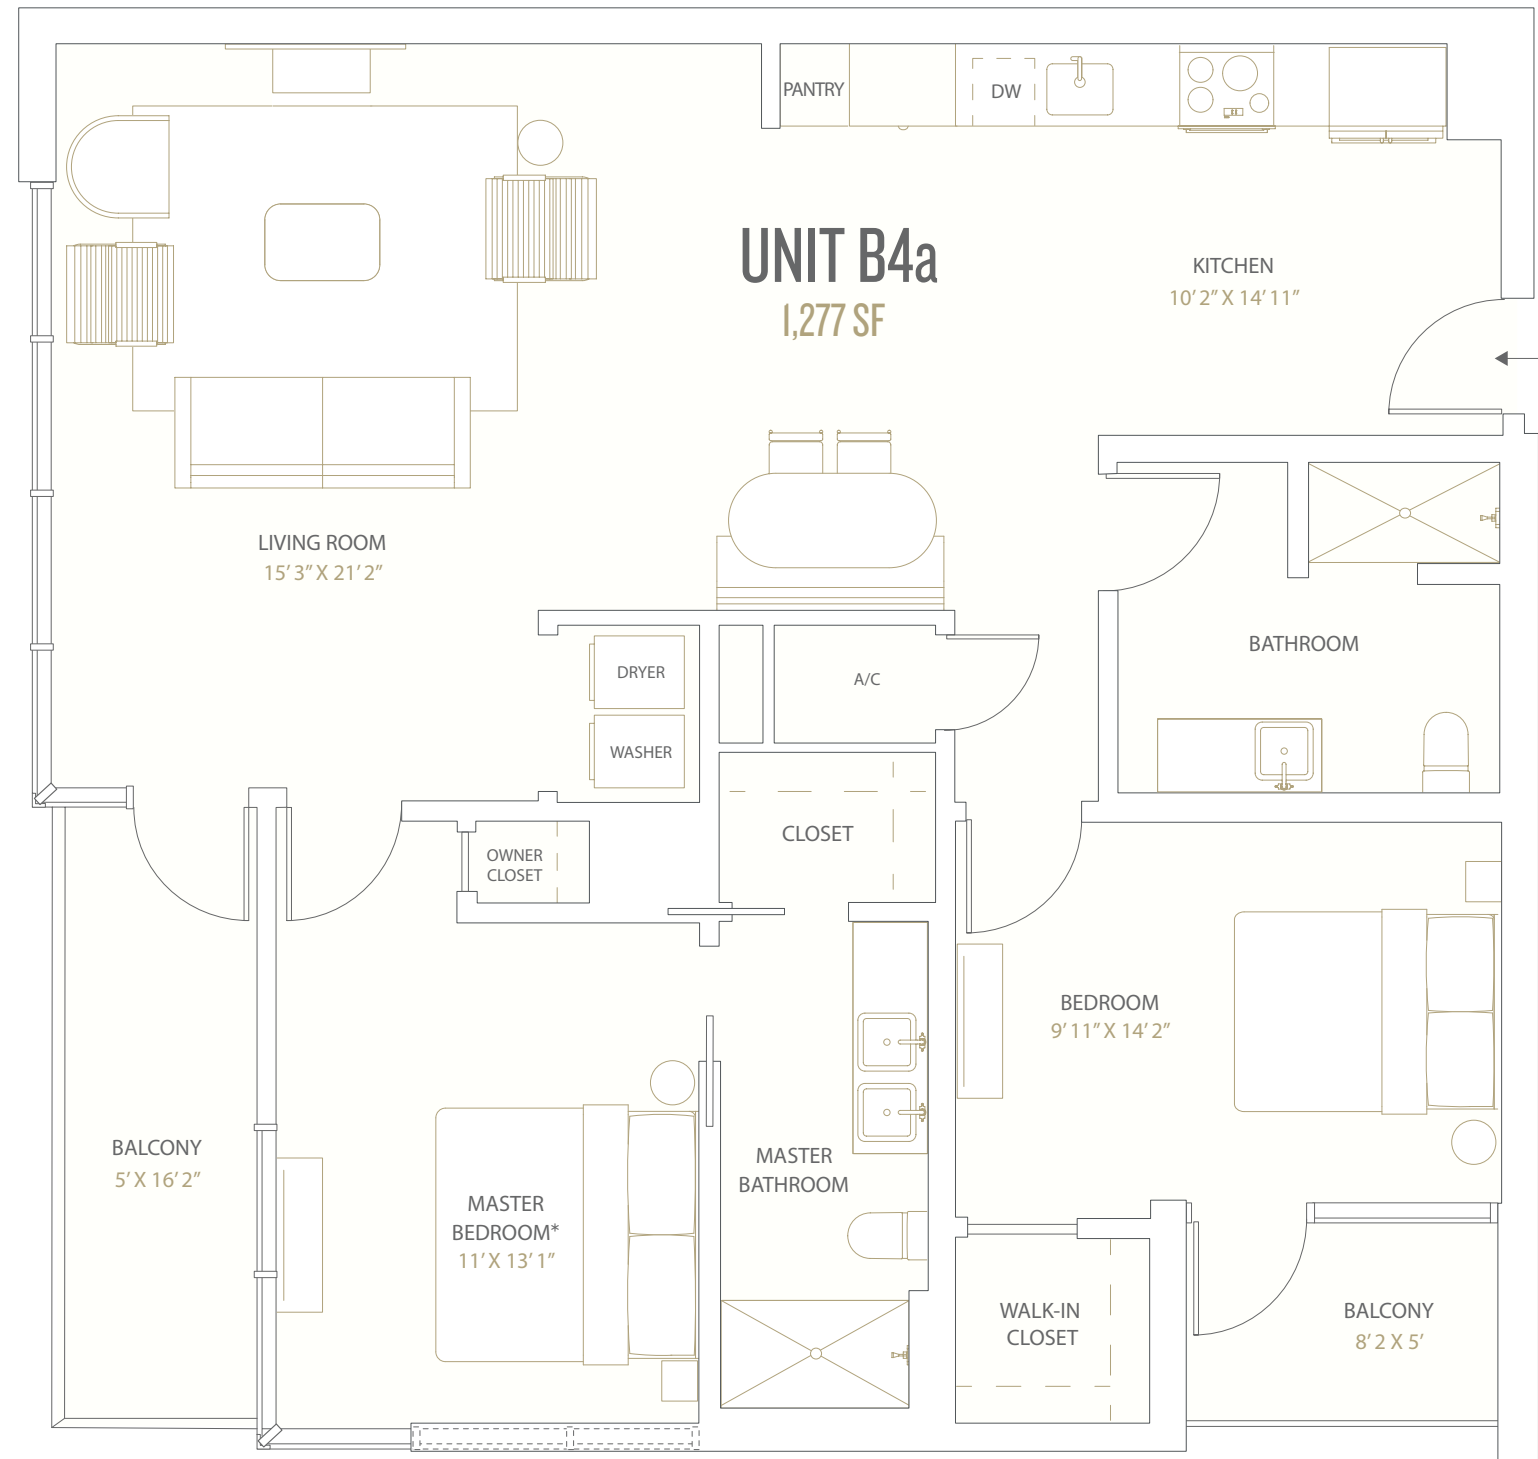 PANTRY
DW
UNIT B4a
1,277 SF
KITCHEN
10' 2" X 14' 11"
LIVING ROOM
15' 3" X 21' 2"
DRYER
WASHER
A/C
BATHROOM
CLOSET
OWNER
CLOSET
BEDROOM
9' 11" X 14' 2"
BALCONY
5' X 16' 2"
MASTER
BEDROOM*
11' X 13' 1"
MASTER
BATHROOM
WALK-IN
CLOSET
BALCONY
8' 2 X 5'